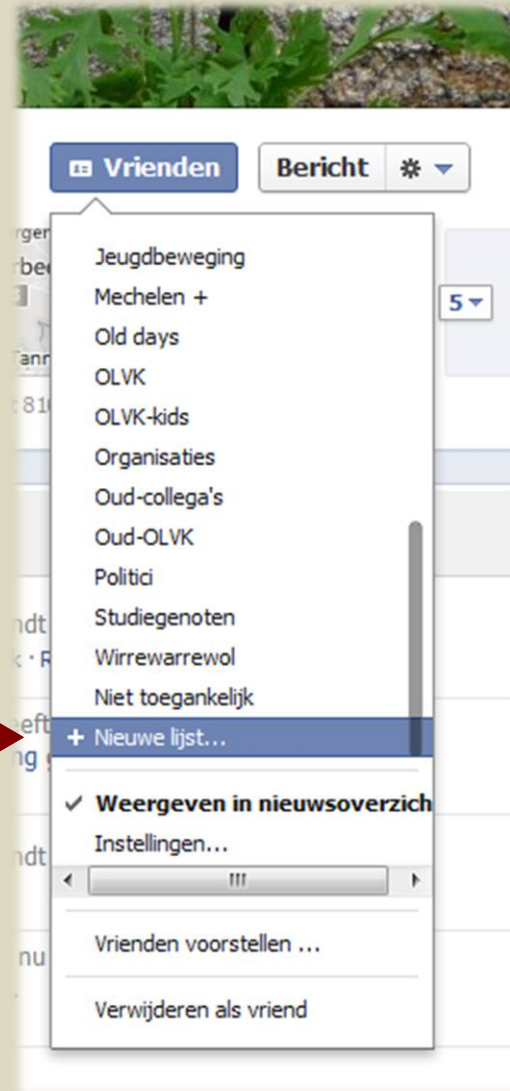 Vrienden
Bericht
Jeugdbeweging
Mechelen +
5
Old days
OLVK
OLVK-kids
Organisaties
Oud-collega's
Oud-OLVK
Politici
Studiegenoten
Wirrewarrewol
Niet toegankelijk
+ Nieuwe lijst...
Weergeven in nieuwsoverzich
Instellingen...
Vrienden voorstellen ...
Verwijderen als vriend